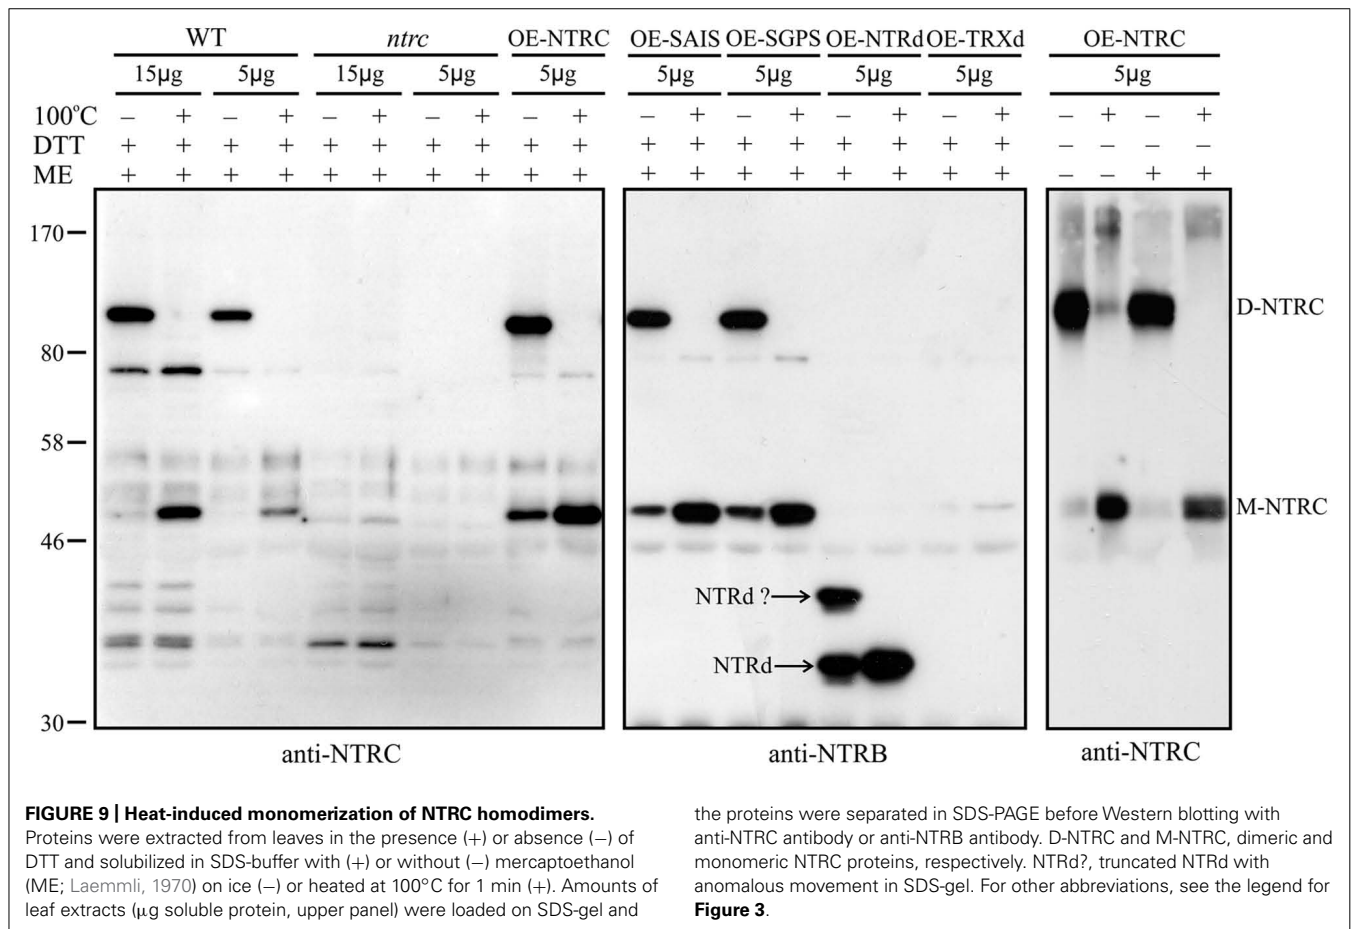 WT ntrc OE-NTRC OE-SAIS OE-SGPS OE-NTRd OE-TRXd OE-NTRC
15µg 5µg 15µg 5µg 5µg 5µg 5µg 5µg 5µg 5µg
100°C − + − + − + − + − + − + − + − + − + − + − +
DTT + + + + + + + + + + + + + + + + + + − − − −
ME + + + + + + + + + + + + + + + + + + − − + +
170
D-NTRC
80
58
M-NTRC
46
NTRd ?
NTRd
30
anti-NTRC anti-NTRB anti-NTRC
FIGURE 9 | Heat-induced monomerization of NTRC homodimers.
Proteins were extracted from leaves in the presence (+) or absence (−) of
DTT and solubilized in SDS-buffer with (+) or without (−) mercaptoethanol
(ME; Laemmli, 1970) on ice (−) or heated at 100°C for 1 min (+). Amounts of
leaf extracts (µg soluble protein, upper panel) were loaded on SDS-gel and
the proteins were separated in SDS-PAGE before Western blotting with
anti-NTRC antibody or anti-NTRB antibody. D-NTRC and M-NTRC, dimeric and
monomeric NTRC proteins, respectively. NTRd?, truncated NTRd with
anomalous movement in SDS-gel. For other abbreviations, see the legend for
Figure 3.